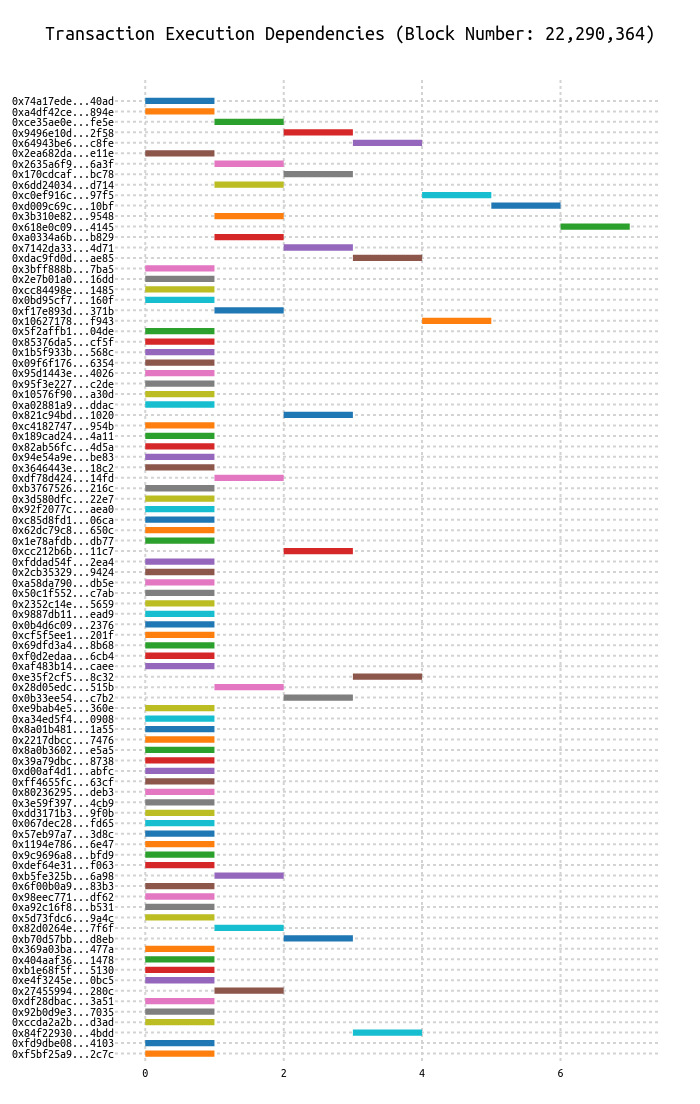 Transaction Execution Dependencies (Block Number: 22,290,364)
0x74a17ede...40ad
0xa4df42ce...894e
0xce35ae0e...fe5e
0x9496e10d...2f58
0x64943be6...c8fe
0x2ea682da...e11e
0x2635a6f9...6a3f
0x170cdcaf...bc78
0x6dd24034...d714
0xc0ef916c...97f5
0xd009c69c...10bf
0x3b310e82...9548
0x618e0c09...4145
0xa0334a6b...b829
0x7142da33...4d71
0xdac9fd0d...ae85
0x3bff888b...7ba5
0x2e7b01a0...16dd
0xcc84498e...1485
0x0bd95cf7...160f
0xf17e893d...371b
0x10627178...f943
0x5f2affb1...04de
0x85376da5...cf5f
0x1b5f933b...568c
0x09f6f176...6354
0x95d1443e...4026
0x95f3e227...c2de
0x10576f90...a30d
0xa02881a9...ddac
0x821c94bd...1020
0xc4182747...954b
0x189cad24...4a11
0x82ab56fc...4d5a
0x94e54a9e...be83
0x3646443e...18c2
0xdf78d424...14fd
0xb3767526...216c
0x3d580dfc...22e7
0x92f2077c...aea0
0xc85d8fd1...06ca
0x62dc79c8...650c
0x1e78afdb...db77
0xcc212b6b...11c7
0xfddad54f...2ea4
0x2cb35329...9424
0xa58da790...db5e
0x50c1f552...c7ab
0x2352c14e...5659
0x9887db11...ead9
0x0b4d6c09...2376
0xcf5f5ee1...201f
0x69dfd3a4...8b68
0xf0d2edaa...6cb4
0xaf483b14...caee
0xe35f2cf5...8c32
0x28d05edc...515b
0x0b33ee54...c7b2
0xe9bab4e5...360e
0xa34ed5f4...0908
0x8a01b481...1a55
0x2217dbcc...7476
0x8a0b3602...e5a5
0x39a79dbc...8738
0xd00af4d1...abfc
0xff4655fc...63cf
0x80236295...deb3
0x3e59f397...4cb9
0xdd3171b3...9f0b
0x067dec28...fd65
0x57eb97a7...3d8c
0x1194e786...6e47
0x9c9696a8...bfd9
0xdef64e31...f063
0xb5fe325b...6a98
0x6f00b0a9...83b3
0x98eec771...df62
0xa92c16f8...b531
0x5d73fdc6...9a4c
0x82d0264e...7f6f
0xb70d57bb...d8eb
0x369a03ba...477a
0x404aaf36...1478
0xb1e68f5f...5130
0xe4f3245e...0bc5
0x27455994...280c
0xdf28dbac...3a51
0x92b0d9e3...7035
0xccda2a2b...d3ad
0x84f22930...4bdd
0xfd9dbe08...4103
0xf5bf25a9...2c7c
0 2 4 6